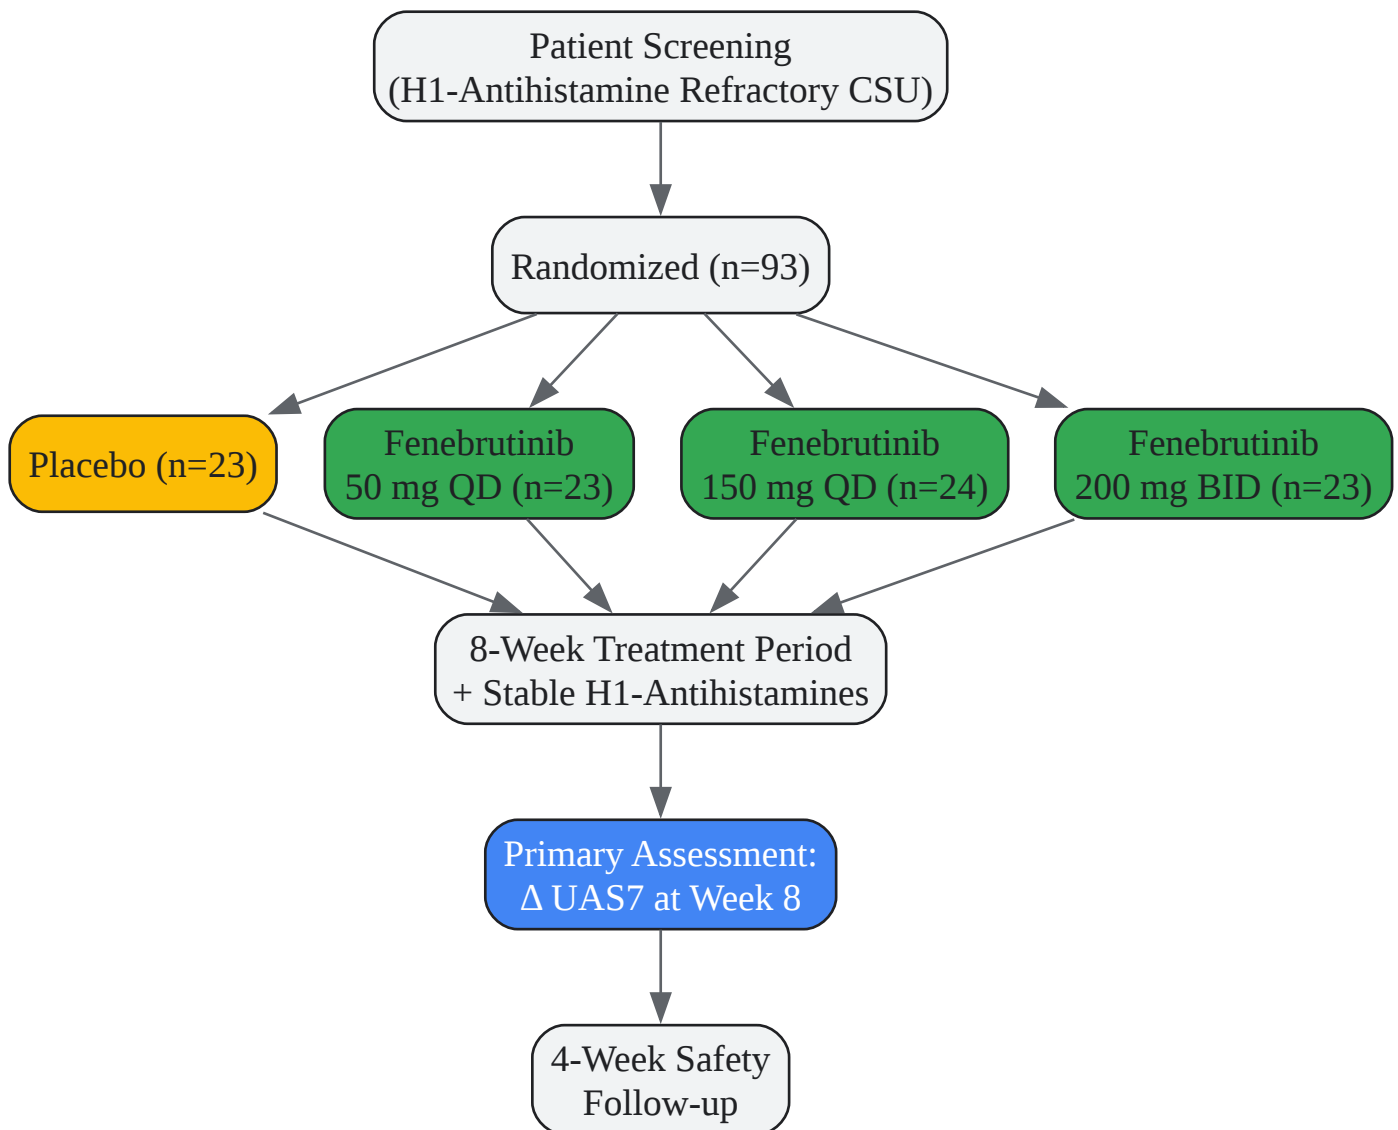 Patient Screening
(H1-Antihistamine Refractory CSU)
Randomized (n=93)
Placebo (n=23)
Fenebrutinib
50 mg QD (n=23)
Fenebrutinib
150 mg QD (n=24)
Fenebrutinib
200 mg BID (n=23)
8-Week Treatment Period
+ Stable H1-Antihistamines
Primary Assessment:
Δ UAS7 at Week 8
4-Week Safety
Follow-up